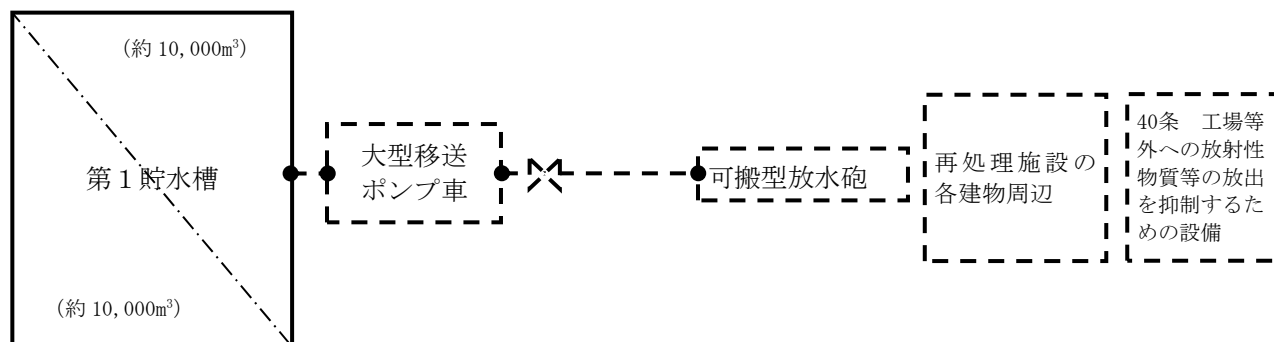 (約 10,000m³)
第１貯水槽
(約 10,000m³)
大型移送
ポンプ車
可搬型放水砲
再処理施設の
各建物周辺
40条　工場等
外への放射性
物質等の放出
を抑制するた
めの設備